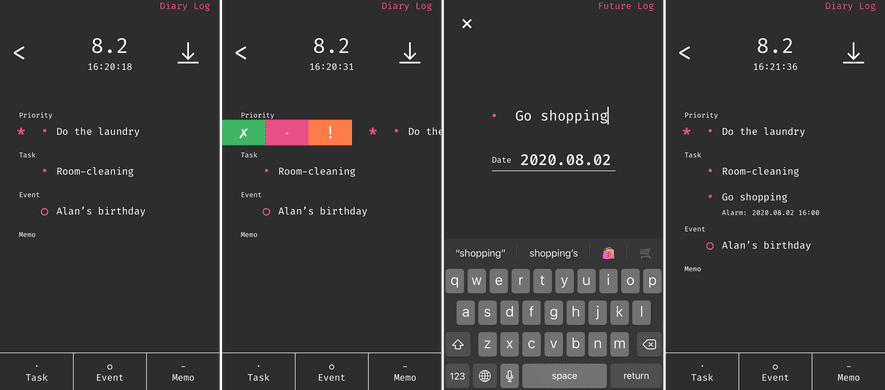 Diary Log
<
8.2
16:20:18
Priority
* • Do the laundry
Task
• Room-cleaning
Event
Alan's birthday
Memo
Task
Event
Memo
Diary Log
<
8.2
16:20:31
Priority
✗ - ! * • Do the
Task
• Room-cleaning
Event
Alan's birthday
Memo
Task
Event
Memo
Future Log
×
• Go shopping
Date 2020.08.02
“shopping” shopping's 🛍️ 🛒
q w e r t y u i o p
a s d f g h j k l
z x c v b n m
123 space return
Diary Log
<
8.2
16:21:36
Priority
* • Do the laundry
Task
• Room-cleaning
• Go shopping
Alarm: 2020.08.02 16:00
Event
Alan's birthday
Memo
Task
Event
Memo